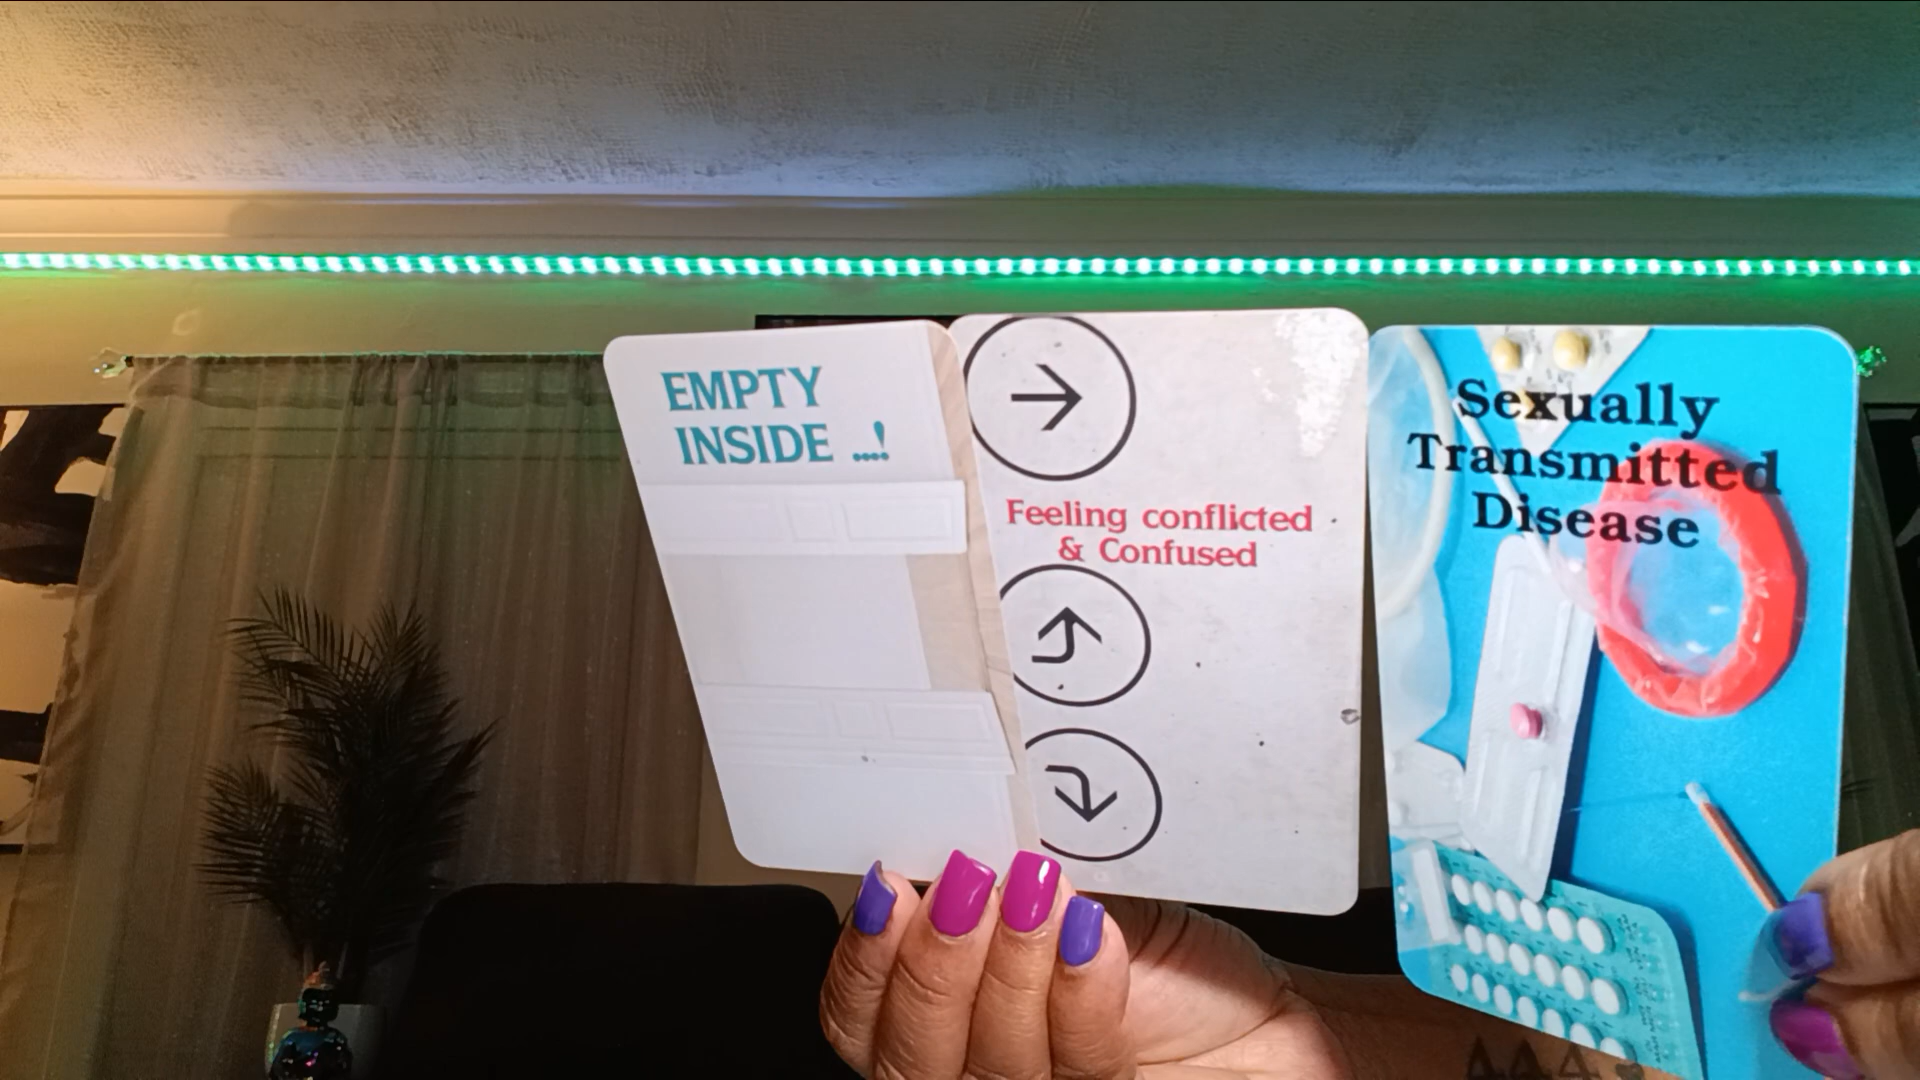 EMPTY
INSIDE ...!
Feeling conflicted
& Confused
Sexually
Transmitted
Disease